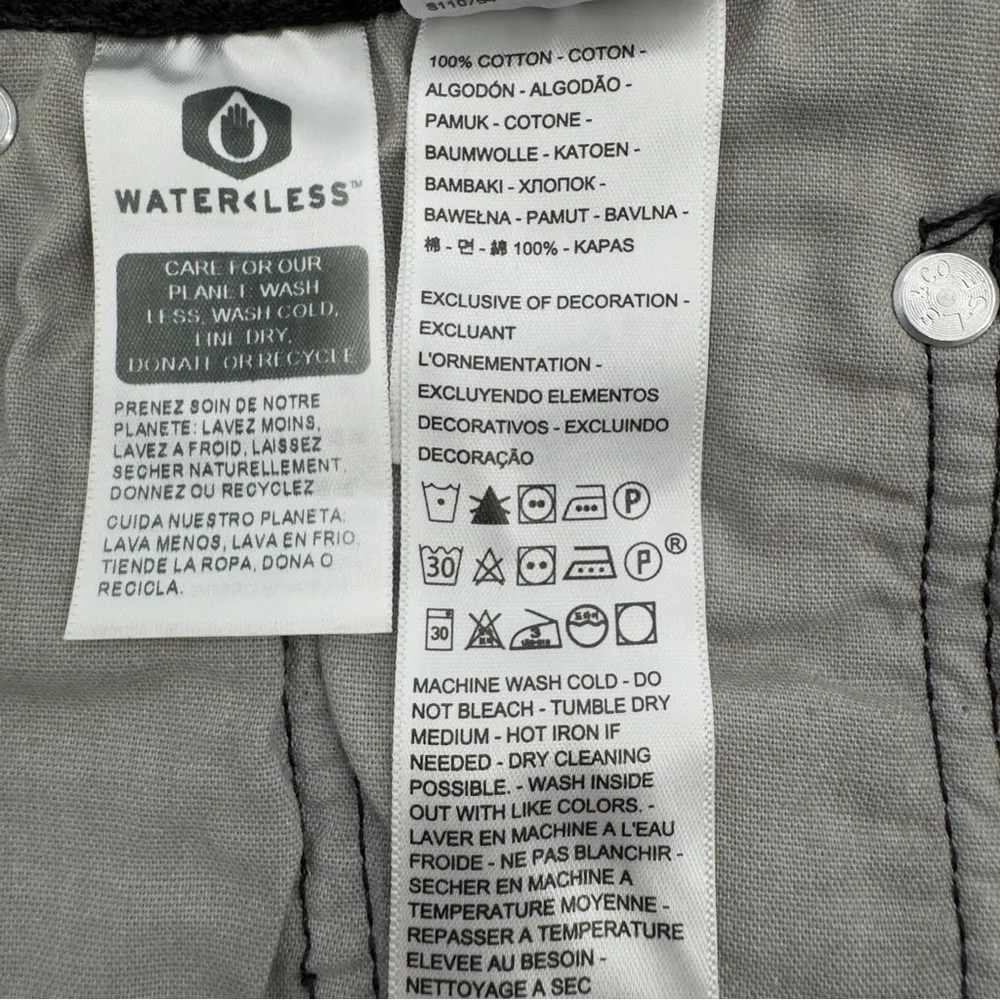 WATER<LESS™
CARE FOR OUR
PLANET: WASH
LESS, WASH COLD,
LINE DRY,
DONATE OR RECYCLE
PRENEZ SOIN DE NOTRE
PLANETE: LAVEZ MOINS,
LAVEZ A FROID, LAISSEZ
SECHER NATURELLEMENT,
DONNEZ OU RECYCLEZ
CUIDA NUESTRO PLANETA:
LAVA MENOS, LAVA EN FRIO,
TIENDE LA ROPA, DONA O
RECICLA.
100% COTTON - COTON -
ALGODÓN - ALGODÃO -
PAMUK - COTONE -
BAUMWOLLE - KATOEN -
BAMBAKI - ХЛОПОК -
BAWEŁNA - PAMUT - BAVLNA -
棉 - 면 - 綿 100% - KAPAS
EXCLUSIVE OF DECORATION -
EXCLUANT
L'ORNEMENTATION -
EXCLUYENDO ELEMENTOS
DECORATIVOS - EXCLUINDO
DECORAÇÃO
P
30 P ®
30
MACHINE WASH COLD - DO
NOT BLEACH - TUMBLE DRY
MEDIUM - HOT IRON IF
NEEDED - DRY CLEANING
POSSIBLE. - WASH INSIDE
OUT WITH LIKE COLORS. -
LAVER EN MACHINE A L'EAU
FROIDE - NE PAS BLANCHIR -
SECHER EN MACHINE A
TEMPERATURE MOYENNE -
REPASSER A TEMPERATURE
ELEVEE AU BESOIN -
NETTOYAGE A SEC